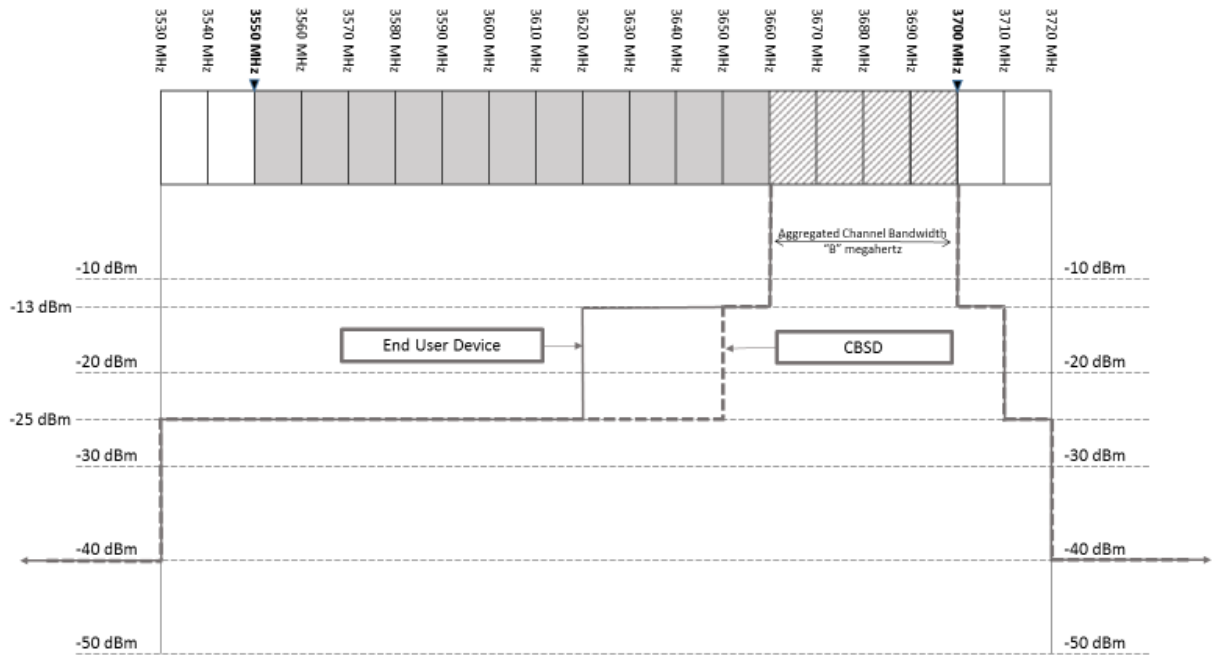 3530 MHz
3540 MHz
3550 MHz
3560 MHz
3570 MHz
3580 MHz
3590 MHz
3600 MHz
3610 MHz
3620 MHz
3630 MHz
3640 MHz
3650 MHz
3660 MHz
3670 MHz
3680 MHz
3690 MHz
3700 MHz
3710 MHz
3720 MHz
Aggregated Channel Bandwidth
“B” megahertz
-10 dBm
-10 dBm
-13 dBm
End User Device
CBSD
-20 dBm
-20 dBm
-25 dBm
-30 dBm
-30 dBm
-40 dBm
-40 dBm
-50 dBm
-50 dBm